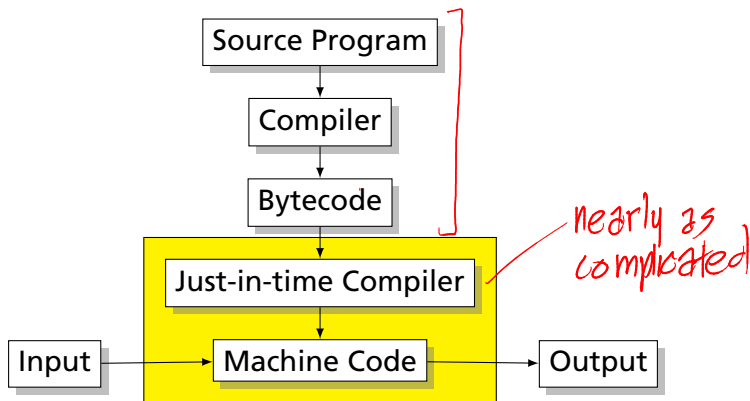 Source Program
Compiler
Bytecode
nearly as
complicated
Just-in-time Compiler
Input
Machine Code
Output